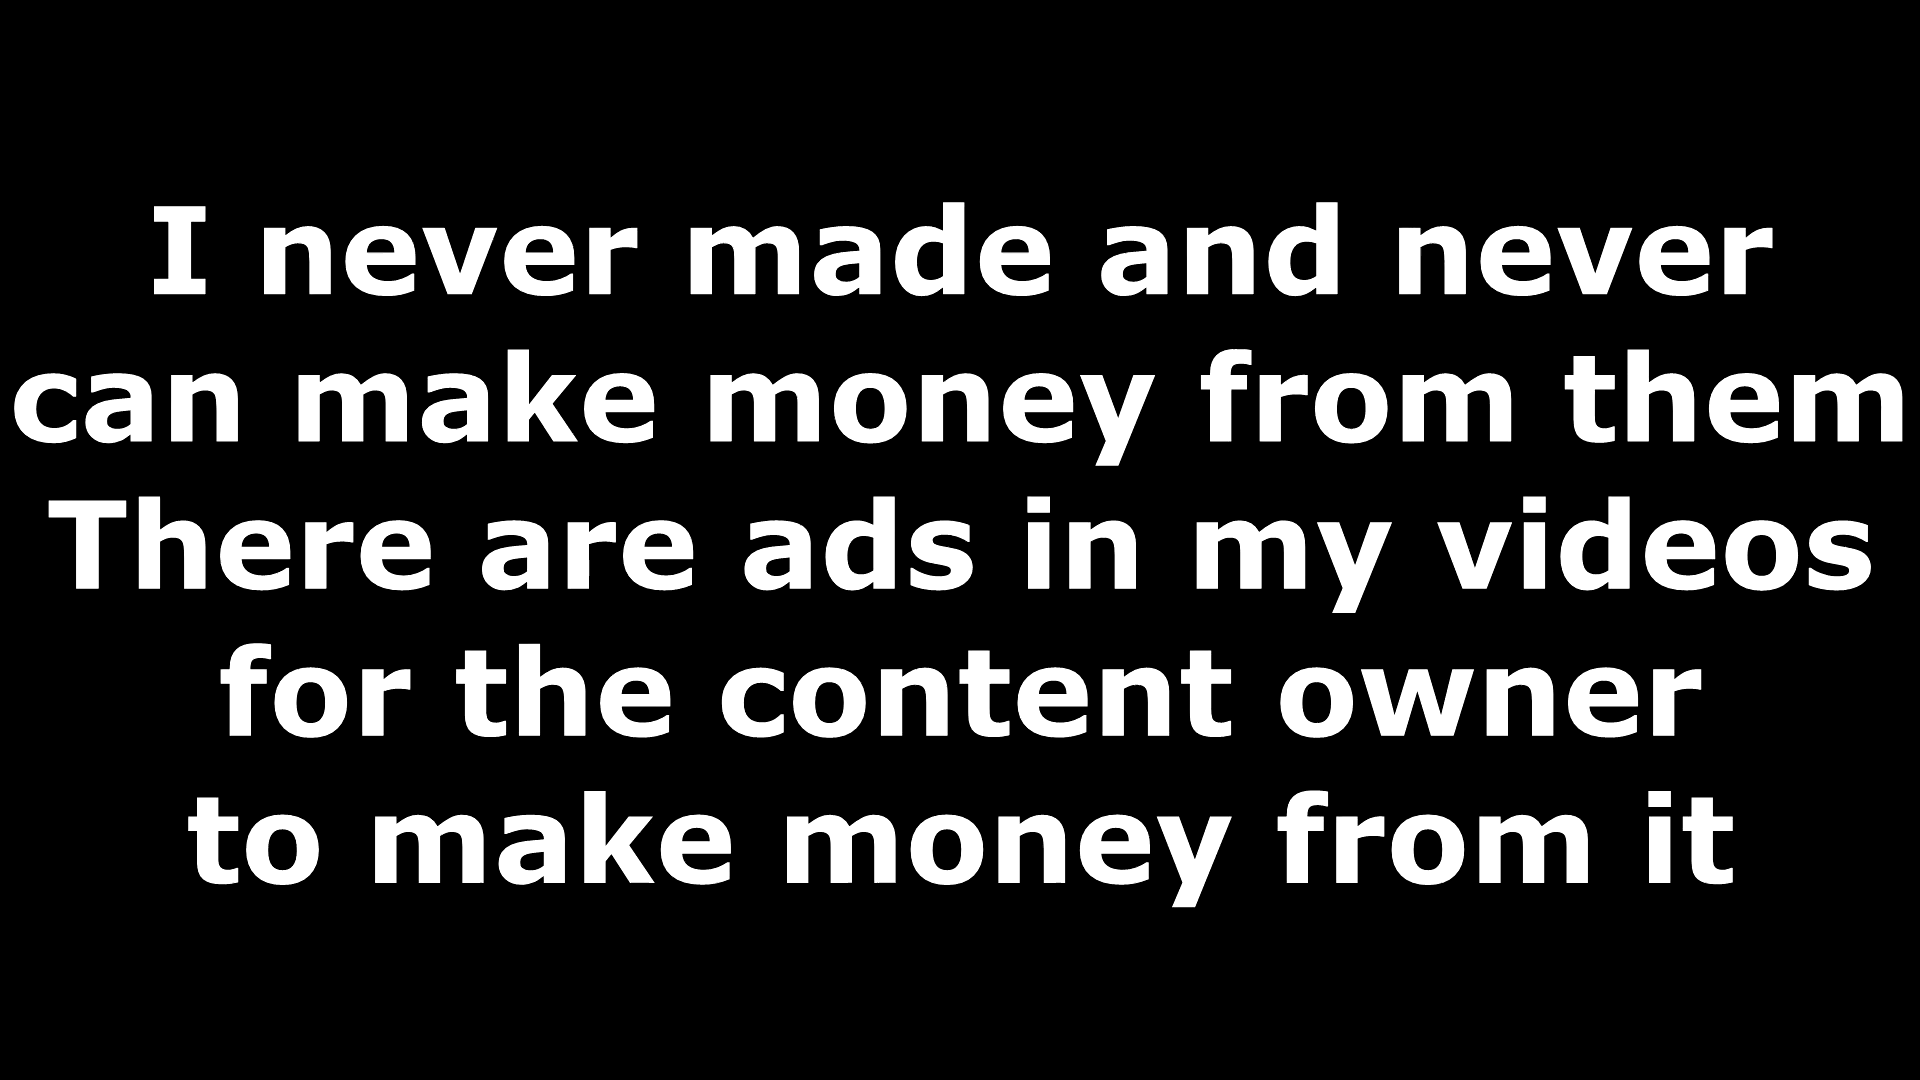 I never made and never
can make money from them
There are ads in my videos
for the content owner
to make money from it